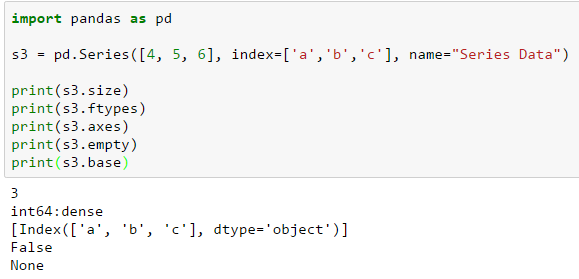 import pandas as pd
s3 = pd.Series([4, 5, 6], index=['a','b','c'], name="Series Data")
print(s3.size)
print(s3.ftypes)
print(s3.axes)
print(s3.empty)
print(s3.base)
3
int64:dense
[Index(['a', 'b', 'c'], dtype='object')]
False
None